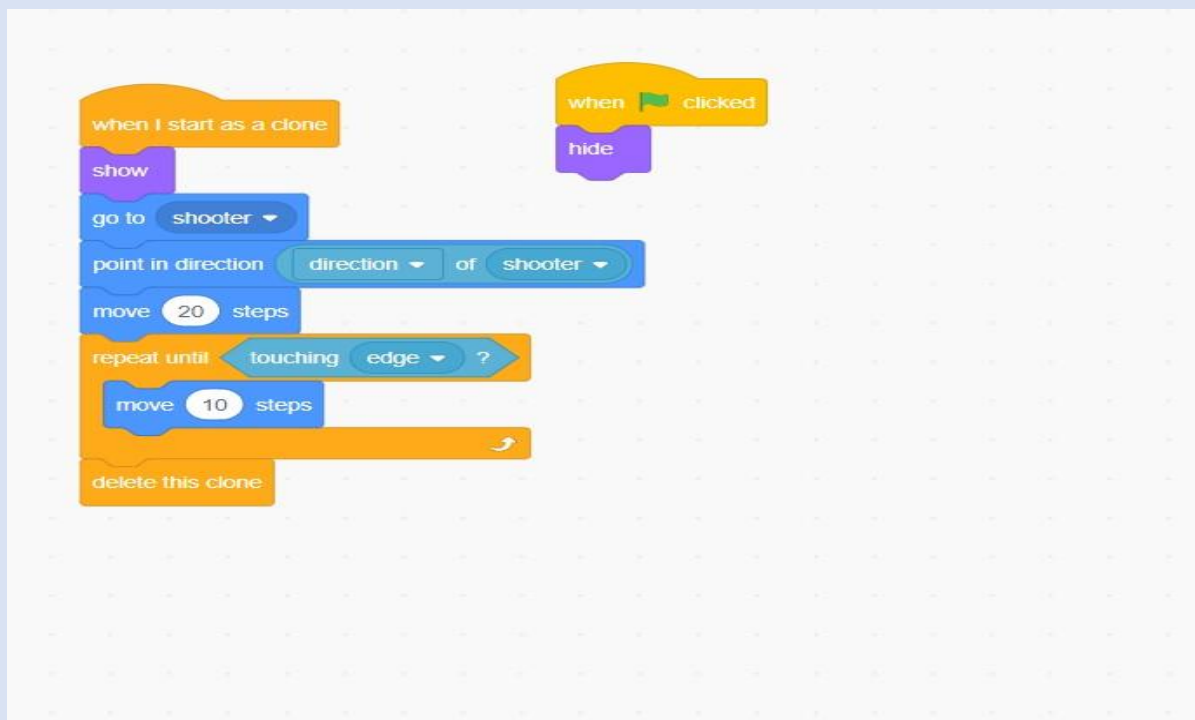 when I start as a clone
show
go to shooter
point in direction direction of shooter
move 20 steps
repeat until touching edge ?
move 10 steps
delete this clone
when clicked
hide